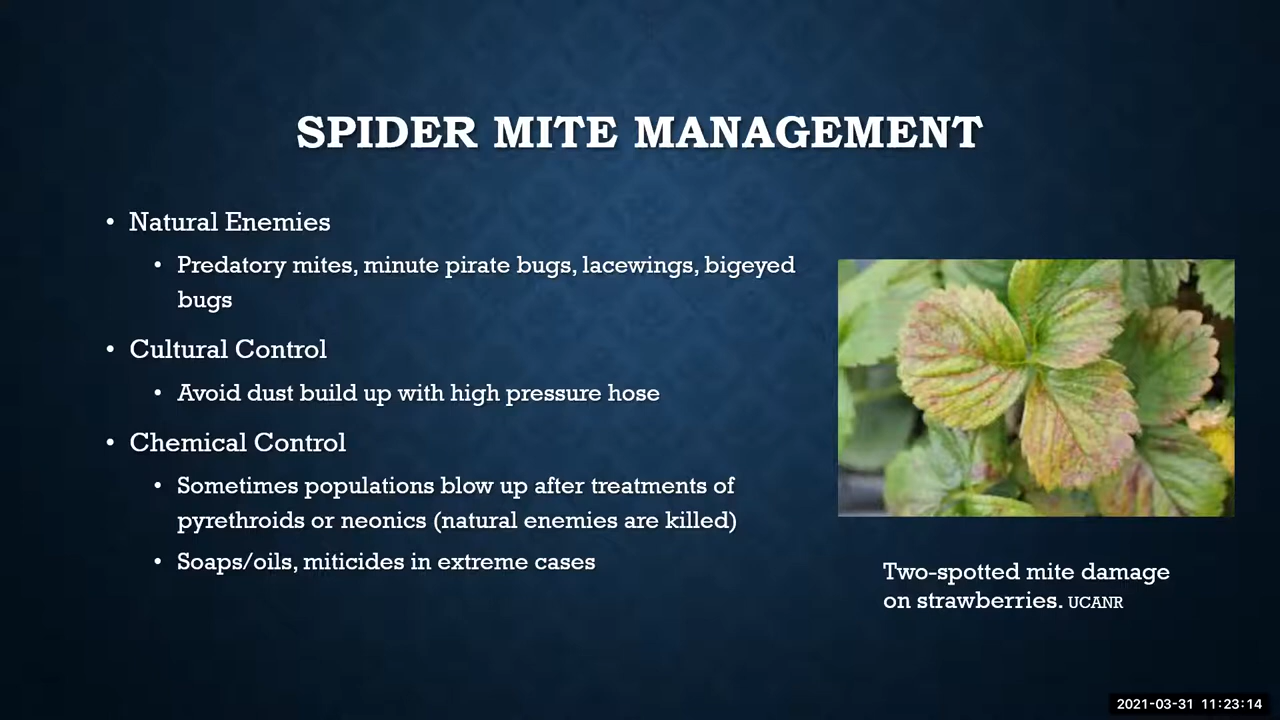 SPIDER MITE MANAGEMENT
• Natural Enemies
• Predatory mites, minute pirate bugs, lacewings, bigeyed
bugs
• Cultural Control
• Avoid dust build up with high pressure hose
• Chemical Control
• Sometimes populations blow up after treatments of
pyrethroids or neonics (natural enemies are killed)
• Soaps/oils, miticides in extreme cases
Two-spotted mite damage
on strawberries. UCANR
2021-03-31 11:23:14